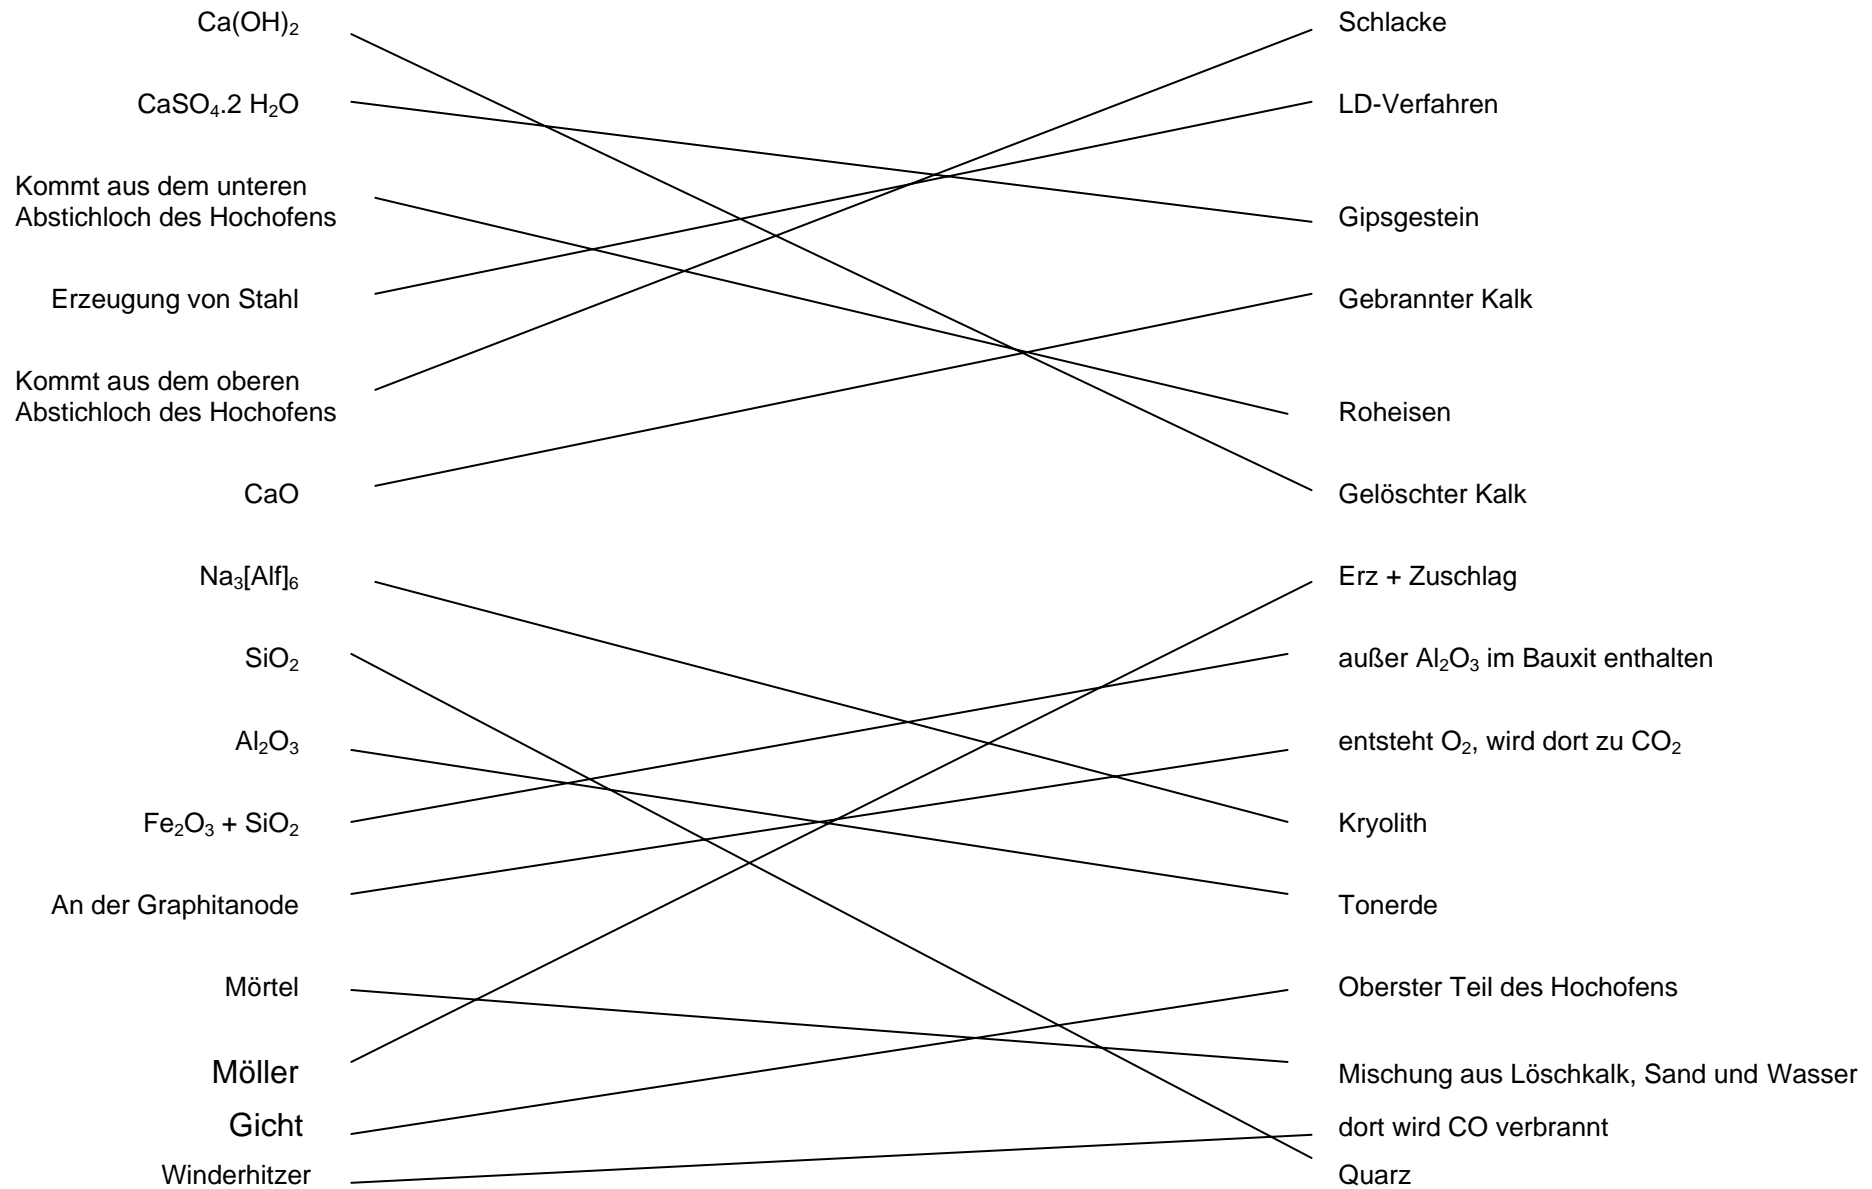 Ca(OH)₂ Schlacke
CaSO₄.2 H₂O LD-Verfahren
Kommt aus dem unteren
Abstichloch des Hochofens Gipsgestein
Erzeugung von Stahl Gebrannter Kalk
Kommt aus dem oberen
Abstichloch des Hochofens Roheisen
CaO Gelöschter Kalk
Na₃[Alf]₆ Erz + Zuschlag
SiO₂ außer Al₂O₃ im Bauxit enthalten
Al₂O₃ entsteht O₂, wird dort zu CO₂
Fe₂O₃ + SiO₂ Kryolith
An der Graphitanode Tonerde
Mörtel Oberster Teil des Hochofens
Möller Mischung aus Löschkalk, Sand und Wasser
Gicht dort wird CO verbrannt
Winderhitzer Quarz